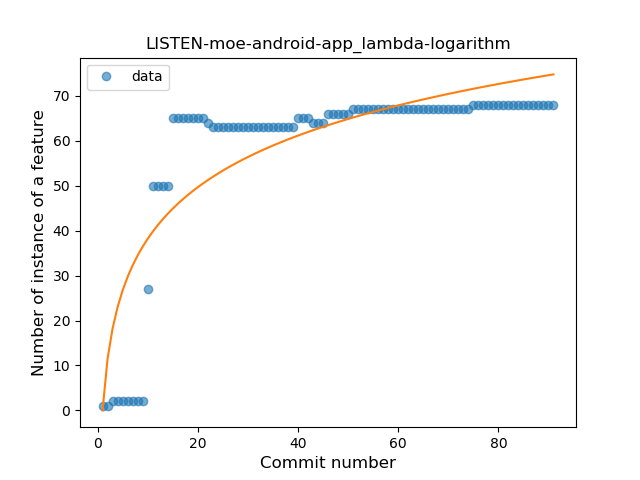 LISTEN-moe-android-app_lambda-logarithm
data
Number of instance of a feature
70
60
50
40
30
20
10
0
0 20 40 60 80
Commit number